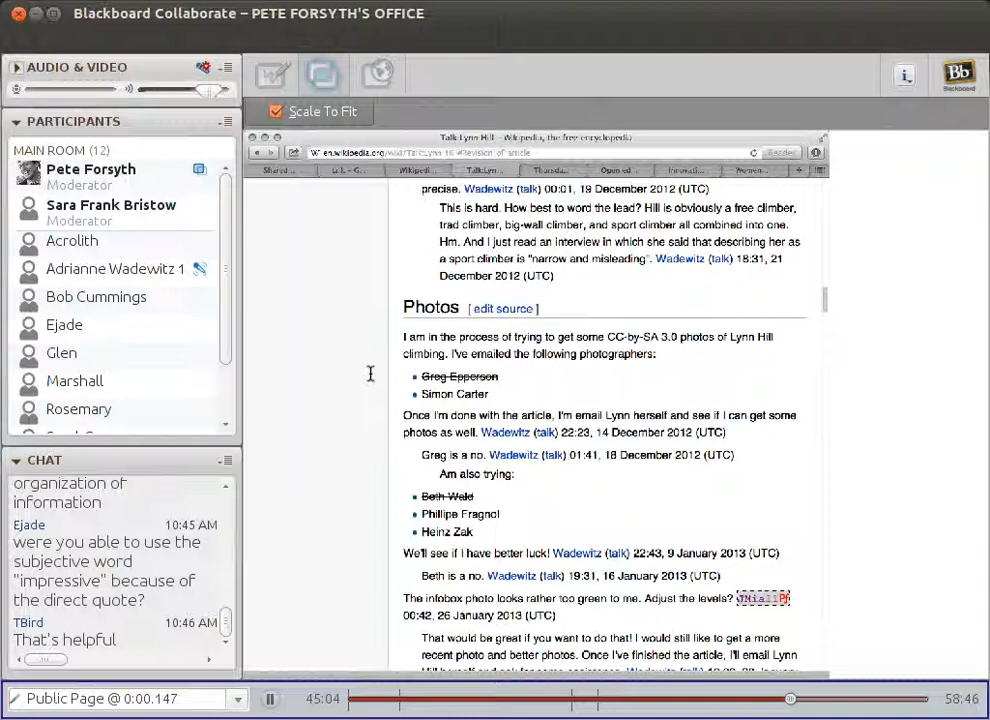 Blackboard Collaborate – PETE FORSYTH'S OFFICE
AUDIO & VIDEO
PARTICIPANTS
MAIN ROOM (12)
Pete Forsyth
Moderator
Sara Frank Bristow
Moderator
Acrolith
Adrianne Wadewitz 1
Bob Cummings
Ejade
Glen
Marshall
Rosemary
CHAT
organization of
information
Ejade 10:45 AM
were you able to use the
subjective word
"impressive" because of
the direct quote?
TBird 10:46 AM
That's helpful
Scale To Fit
i
Bb
Blackboard
Talk:Lynn Hill – Wikipedia, the free encyclopedia
Reader
Shared...
Wikipedi...
Talk:Lyn...
Thursda...
Opened...
Innovati...
Women...
precise. Wadewitz (talk) 00:01, 19 December 2012 (UTC)
This is hard. How best to word the lead? Hill is obviously a free climber,
trad climber, big-wall climber, and sport climber all combined into one.
Hm. And I just read an interview in which she said that describing her as
a sport climber is "narrow and misleading". Wadewitz (talk) 18:31, 21
December 2012 (UTC)
Photos [ edit source ]
I am in the process of trying to get some CC-by-SA 3.0 photos of Lynn Hill
climbing. I've emailed the following photographers:
Greg Epperson
Simon Carter
Once I'm done with the article, I'm email Lynn herself and see if I can get some
photos as well. Wadewitz (talk) 22:23, 14 December 2012 (UTC)
Greg is a no. Wadewitz (talk) 01:41, 18 December 2012 (UTC)
Am also trying:
Beth Wald
Phillipe Fragnol
Heinz Zak
We'll see if I have better luck! Wadewitz (talk) 22:43, 9 January 2013 (UTC)
Beth is a no. Wadewitz (talk) 19:31, 16 January 2013 (UTC)
The infobox photo looks rather too green to me. Adjust the levels?
00:42, 26 January 2013 (UTC)
That would be great if you want to do that! I would still like to get a more
recent photo and better photos. Once I've finished the article, I'll email Lynn
Public Page @ 0:00.147
45:04
58:46